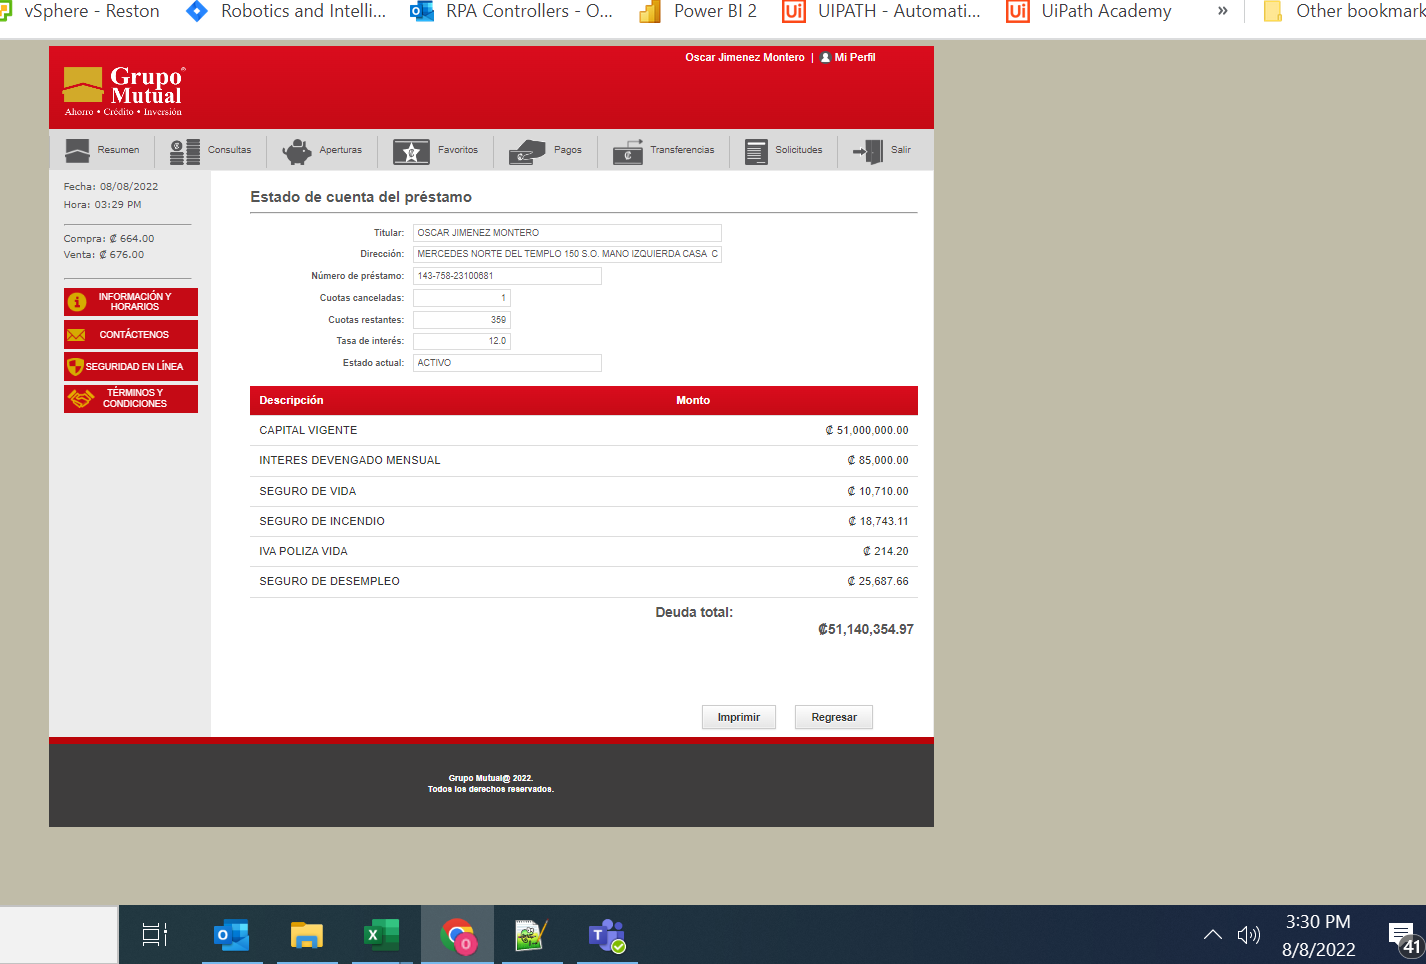 vSphere - Reston
Robotics and Intelli...
RPA Controllers - O...
Power BI 2
UIPATH - Automati...
UiPath Academy
»
Other bookmark
Oscar Jimenez Montero | Mi Perfil
Grupo
Mutual
Ahorro • Crédito • Inversión
Resumen
Consultas
Aperturas
Favoritos
Pagos
Transferencias
Solicitudes
Salir
Fecha: 08/08/2022
Hora: 03:29 PM
Compra: ₡ 664.00
Venta: ₡ 676.00
INFORMACIÓN Y
HORARIOS
CONTÁCTENOS
SEGURIDAD EN LÍNEA
TÉRMINOS Y
CONDICIONES
Estado de cuenta del préstamo
Titular: OSCAR JIMENEZ MONTERO
Dirección: MERCEDES NORTE DEL TEMPLO 150 S.O. MANO IZQUIERDA CASA C
Número de préstamo: 143-758-23100681
Cuotas canceladas: 1
Cuotas restantes: 359
Tasa de interés: 12.0
Estado actual: ACTIVO
Descripción Monto
CAPITAL VIGENTE ₡ 51,000,000.00
INTERES DEVENGADO MENSUAL ₡ 85,000.00
SEGURO DE VIDA ₡ 10,710.00
SEGURO DE INCENDIO ₡ 18,743.11
IVA POLIZA VIDA ₡ 214.20
SEGURO DE DESEMPLEO ₡ 25,687.66
Deuda total:
₡51,140,354.97
Imprimir
Regresar
Grupo Mutual@ 2022.
Todos los derechos reservados.
3:30 PM
8/8/2022
41